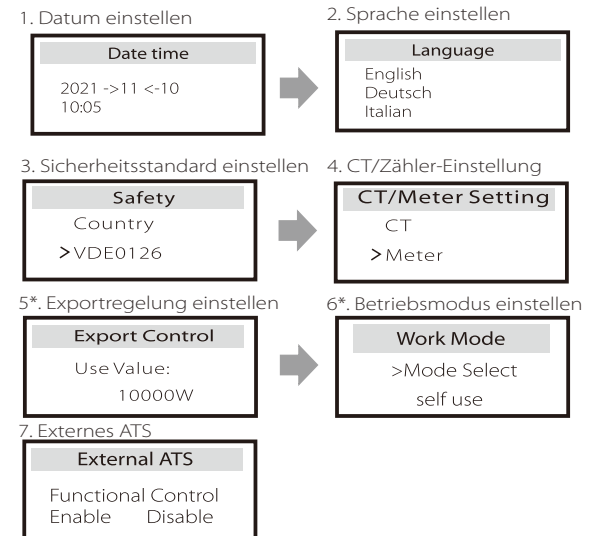 1. Datum einstellen
Date time
2021 ->11 <-10
10:05
2. Sprache einstellen
Language
English
Deutsch
Italian
3. Sicherheitsstandard einstellen
Safety
Country
>VDE0126
4. CT/Zähler-Einstellung
CT/Meter Setting
CT
>Meter
5*. Exportregelung einstellen
Export Control
Use Value:
10000W
6*. Betriebsmodus einstellen
Work Mode
>Mode Select
self use
7. Externes ATS
External ATS
Functional Control
Enable Disable